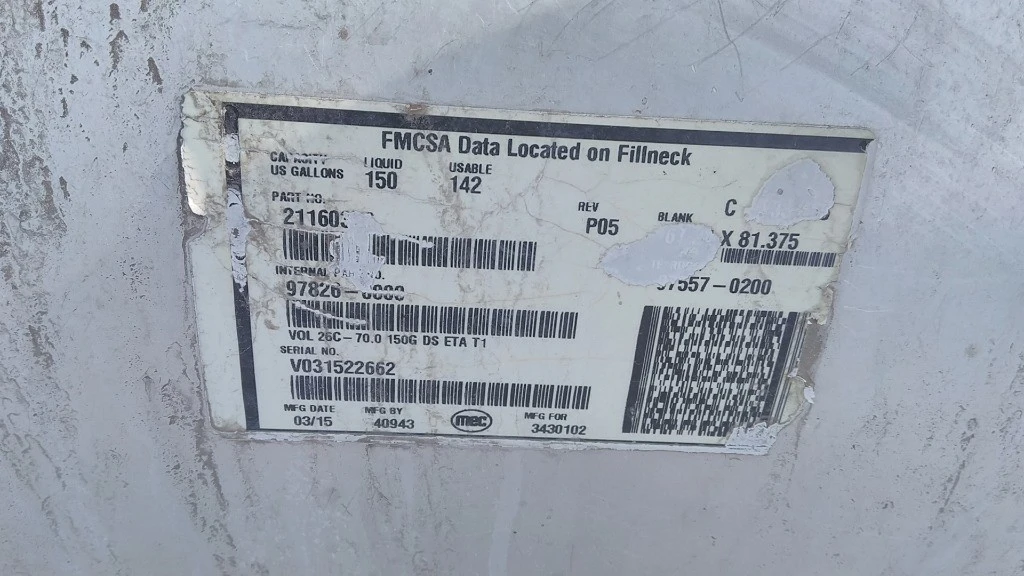 FMCSA Data Located on Fillneck
CAPACITY LIQUID USABLE
US GALLONS 150 142
PART NO. REV BLANK C
P05 X 81.375
INTERNAL PART NO.
VOL 26C-70.0 150G DS ETA T1
SERIAL NO.
V031522662
MFG DATE MFG BY mec MFG FOR
03/15 40943 3430102